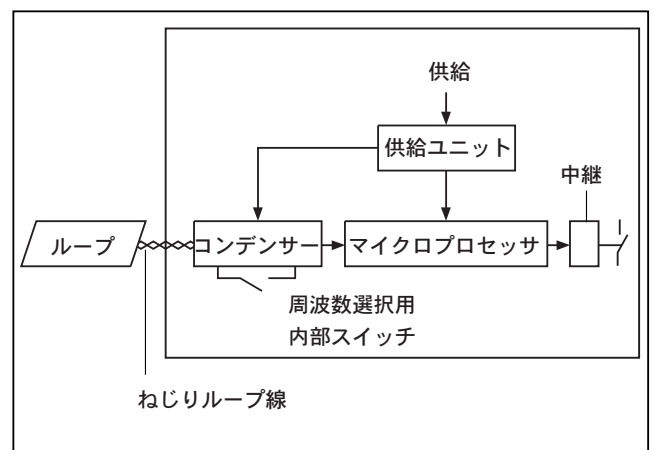 供給
供給ユニット
中継
ループ
コンデンサー
マイクロプロセッサ
周波数選択用
内部スイッチ
ねじりループ線